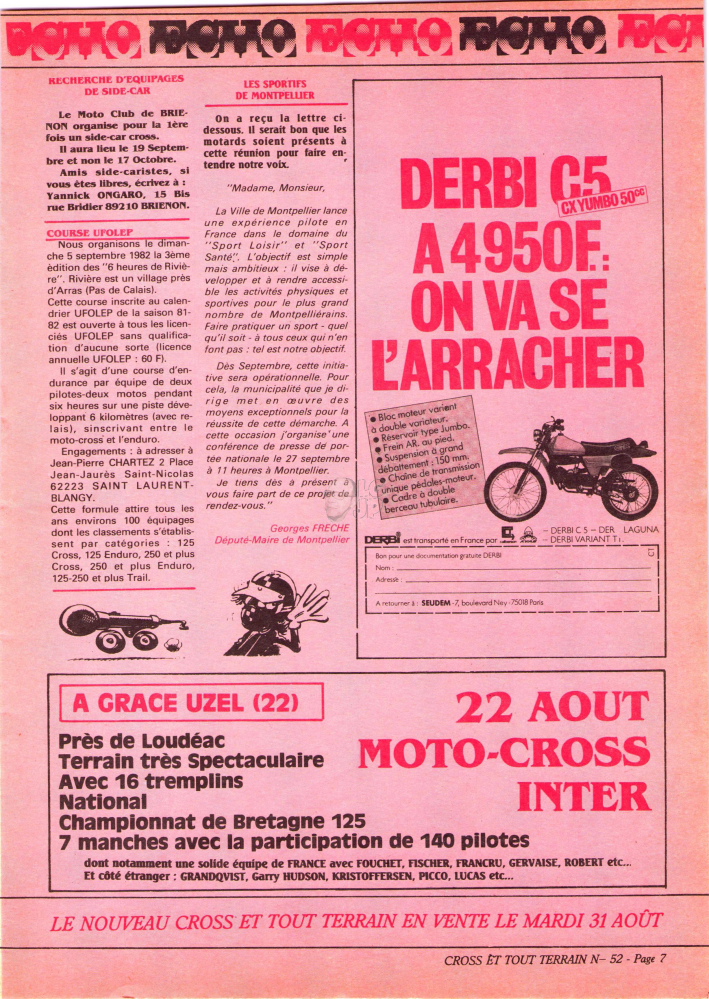 ECHO ECHO ECHO ECHO EC
RECHERCHE D'EQUIPAGES
DE SIDE-CAR
Le Moto Club de BRIE-
NON organise pour la 1ère
fois un side-car cross.
Il aura lieu le 19 Septem-
bre et non le 17 Octobre.
Amis side-caristes, si
vous êtes libres, écrivez à :
Yannick ONGARO, 15 Bis
rue Bridier 89210 BRIENON.
COURSE UFOLEP
Nous organisons le diman-
che 5 septembre 1982 la 3ème
èdition des "6 heures de Riviè-
re". Rivière est un village près
d'Arras (Pas de Calais).
Cette course inscrite au calen-
drier UFOLEP de la saison 81-
82 est ouverte à tous les licen-
ciés UFOLEP sans qualifica-
tion d'aucune sorte (licence
annuelle UFOLEP : 60 F).
Il s'agit d'une course d'en-
durance par équipe de deux
pilotes-deux motos pendant
six heures sur une piste déve-
loppant 6 kilomètres (avec re-
lais), sinscrivant entre le
moto-cross et l'enduro.
Engagements : à adresser à
Jean-Pierre CHARTEZ 2 Place
Jean-Jaurès Saint-Nicolas
62223 SAINT LAURENT-
BLANGY.
Cette formule attire tous les
ans environs 100 équipages
dont les classements s'établis-
sent par catégories : 125
Cross, 125 Enduro, 250 et plus
Cross, 250 et plus Enduro,
125-250 et plus Trail.
LES SPORTIFS
DE MONTPELLIER
On a reçu la lettre ci-
dessous. Il serait bon que les
motards soient présents à
cette réunion pour faire en-
tendre notre voix.
"Madame, Monsieur,
La Ville de Montpellier lance
une expérience pilote en
France dans le domaine du
"Sport Loisir" et "Sport
Santé". L'objectif est simple
mais ambitieux : il vise à dé-
velopper et à rendre accessi-
ble les activités physiques et
sportives pour le plus grand
nombre de Montpelliérains.
Faire pratiquer un sport - quel
qu'il soit - à tous ceux qui n'en
font pas : tel est notre objectif.
Dès Septembre, cette initia-
tive sera opérationnelle. Pour
cela, la municipalité que je di-
rige met en œuvre des
moyens exceptionnels pour la
réussite de cette démarche. A
cette occasion j'organise une
conférence de presse de por-
tée nationale le 27 septembre
à 11 heures à Montpellier.
Je tiens dès à présent à
vous faire part de ce projet de
rendez-vous."
Georges FRECHE
Député-Maire de Montpellier
DERBI C5
CX YUMBO 50cc
A 4950F. :
ON VA SE
L'ARRACHER
● Bloc moteur varient
à double variateur.
● Réservoir type Jumbo.
● Frein AR. au pied.
● Suspension à grand
débattement : 150 mm.
● Chaîne de transmission
unique pédales-moteur.
● Cadre à double
berceau tubulaire.
DERBI est transporté en France par
– DERBI C 5 – DER LAGUNA
– DERBI VARIANT T 1.
Bon pour une documentation gratuite DERBI
Nom :
Adresse :
A retourner à : SEUDEM - 7, boulevard Ney - 75018 Paris
A GRACE UZEL (22)
Près de Loudéac
Terrain très Spectaculaire
Avec 16 tremplins
National
Championnat de Bretagne 125
7 manches avec la participation de 140 pilotes
22 AOUT
MOTO-CROSS
INTER
dont notamment une solide équipe de FRANCE avec FOUCHET, FISCHER, FRANCRU, GERVAISE, ROBERT etc...
Et côté étranger : GRANDQVIST, Garry HUDSON, KRISTOFFERSEN, PICCO, LUCAS etc...
LE NOUVEAU CROSS ET TOUT TERRAIN EN VENTE LE MARDI 31 AOÛT
CROSS ET TOUT TERRAIN N– 52 - Page 7